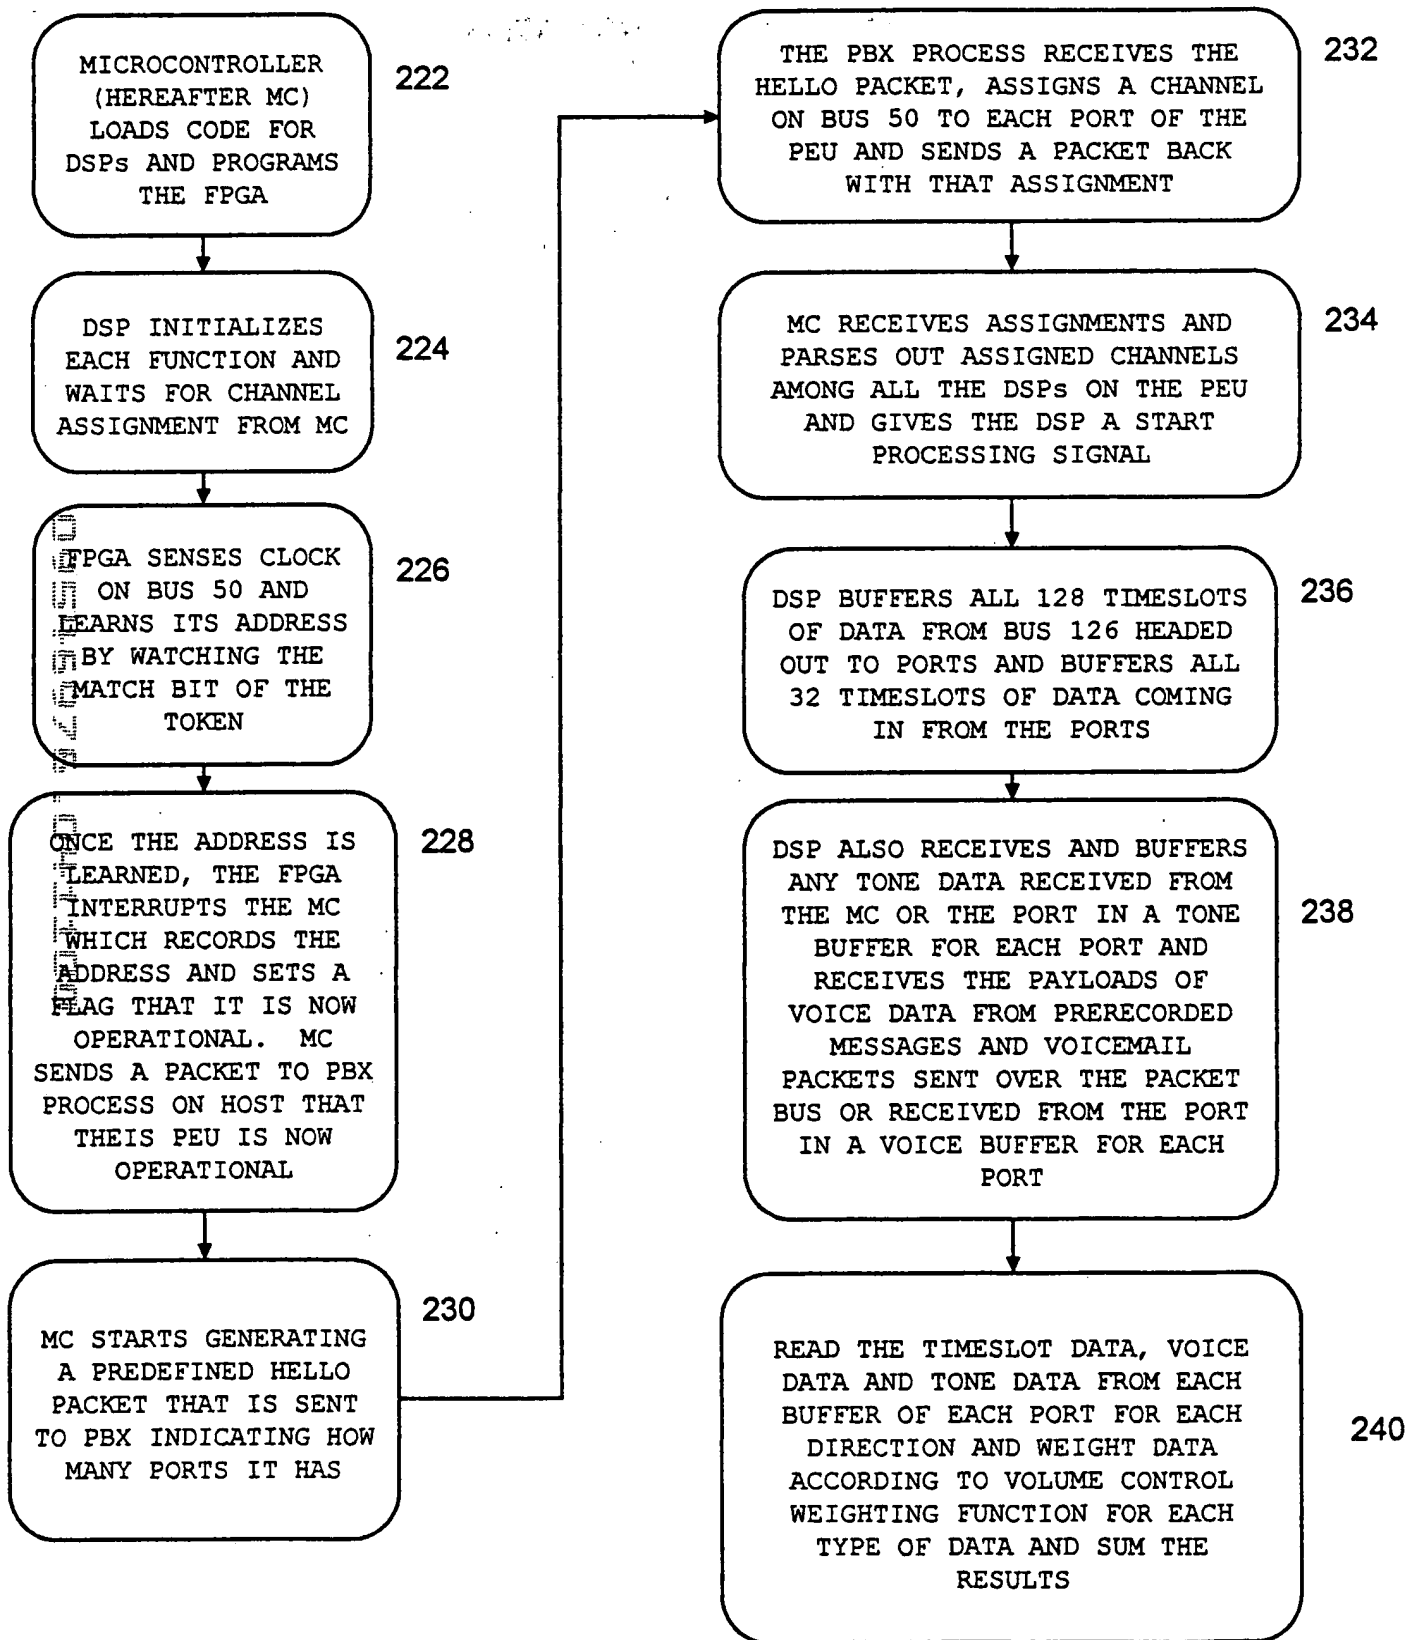 MICROCONTROLLER
(HEREAFTER MC)
LOADS CODE FOR
DSPs AND PROGRAMS
THE FPGA
222
DSP INITIALIZES
EACH FUNCTION AND
WAITS FOR CHANNEL
ASSIGNMENT FROM MC
224
FPGA SENSES CLOCK
ON BUS 50 AND
LEARNS ITS ADDRESS
BY WATCHING THE
MATCH BIT OF THE
TOKEN
226
ONCE THE ADDRESS IS
LEARNED, THE FPGA
INTERRUPTS THE MC
WHICH RECORDS THE
ADDRESS AND SETS A
FLAG THAT IT IS NOW
OPERATIONAL. MC
SENDS A PACKET TO PBX
PROCESS ON HOST THAT
THEIS PEU IS NOW
OPERATIONAL
228
MC STARTS GENERATING
A PREDEFINED HELLO
PACKET THAT IS SENT
TO PBX INDICATING HOW
MANY PORTS IT HAS
230
THE PBX PROCESS RECEIVES THE
HELLO PACKET, ASSIGNS A CHANNEL
ON BUS 50 TO EACH PORT OF THE
PEU AND SENDS A PACKET BACK
WITH THAT ASSIGNMENT
232
MC RECEIVES ASSIGNMENTS AND
PARSES OUT ASSIGNED CHANNELS
AMONG ALL THE DSPs ON THE PEU
AND GIVES THE DSP A START
PROCESSING SIGNAL
234
DSP BUFFERS ALL 128 TIMESLOTS
OF DATA FROM BUS 126 HEADED
OUT TO PORTS AND BUFFERS ALL
32 TIMESLOTS OF DATA COMING
IN FROM THE PORTS
236
DSP ALSO RECEIVES AND BUFFERS
ANY TONE DATA RECEIVED FROM
THE MC OR THE PORT IN A TONE
BUFFER FOR EACH PORT AND
RECEIVES THE PAYLOADS OF
VOICE DATA FROM PRERECORDED
MESSAGES AND VOICEMAIL
PACKETS SENT OVER THE PACKET
BUS OR RECEIVED FROM THE PORT
IN A VOICE BUFFER FOR EACH
PORT
238
READ THE TIMESLOT DATA, VOICE
DATA AND TONE DATA FROM EACH
BUFFER OF EACH PORT FOR EACH
DIRECTION AND WEIGHT DATA
ACCORDING TO VOLUME CONTROL
WEIGHTING FUNCTION FOR EACH
TYPE OF DATA AND SUM THE
RESULTS
240